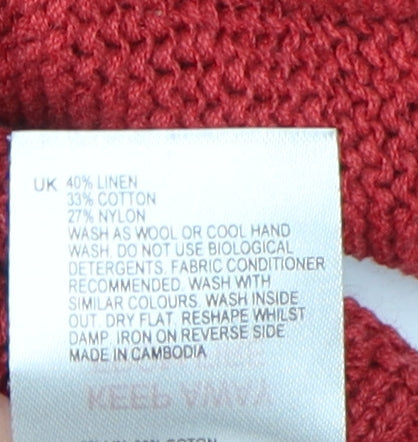 UK 40% LINEN
33% COTTON
27% NYLON
WASH AS WOOL OR COOL HAND
WASH. DO NOT USE BIOLOGICAL
DETERGENTS. FABRIC CONDITIONER
RECOMMENDED. WASH WITH
SIMILAR COLOURS. WASH INSIDE
OUT. DRY FLAT. RESHAPE WHILST
DAMP. IRON ON REVERSE SIDE
MADE IN CAMBODIA
KEEP AWAY